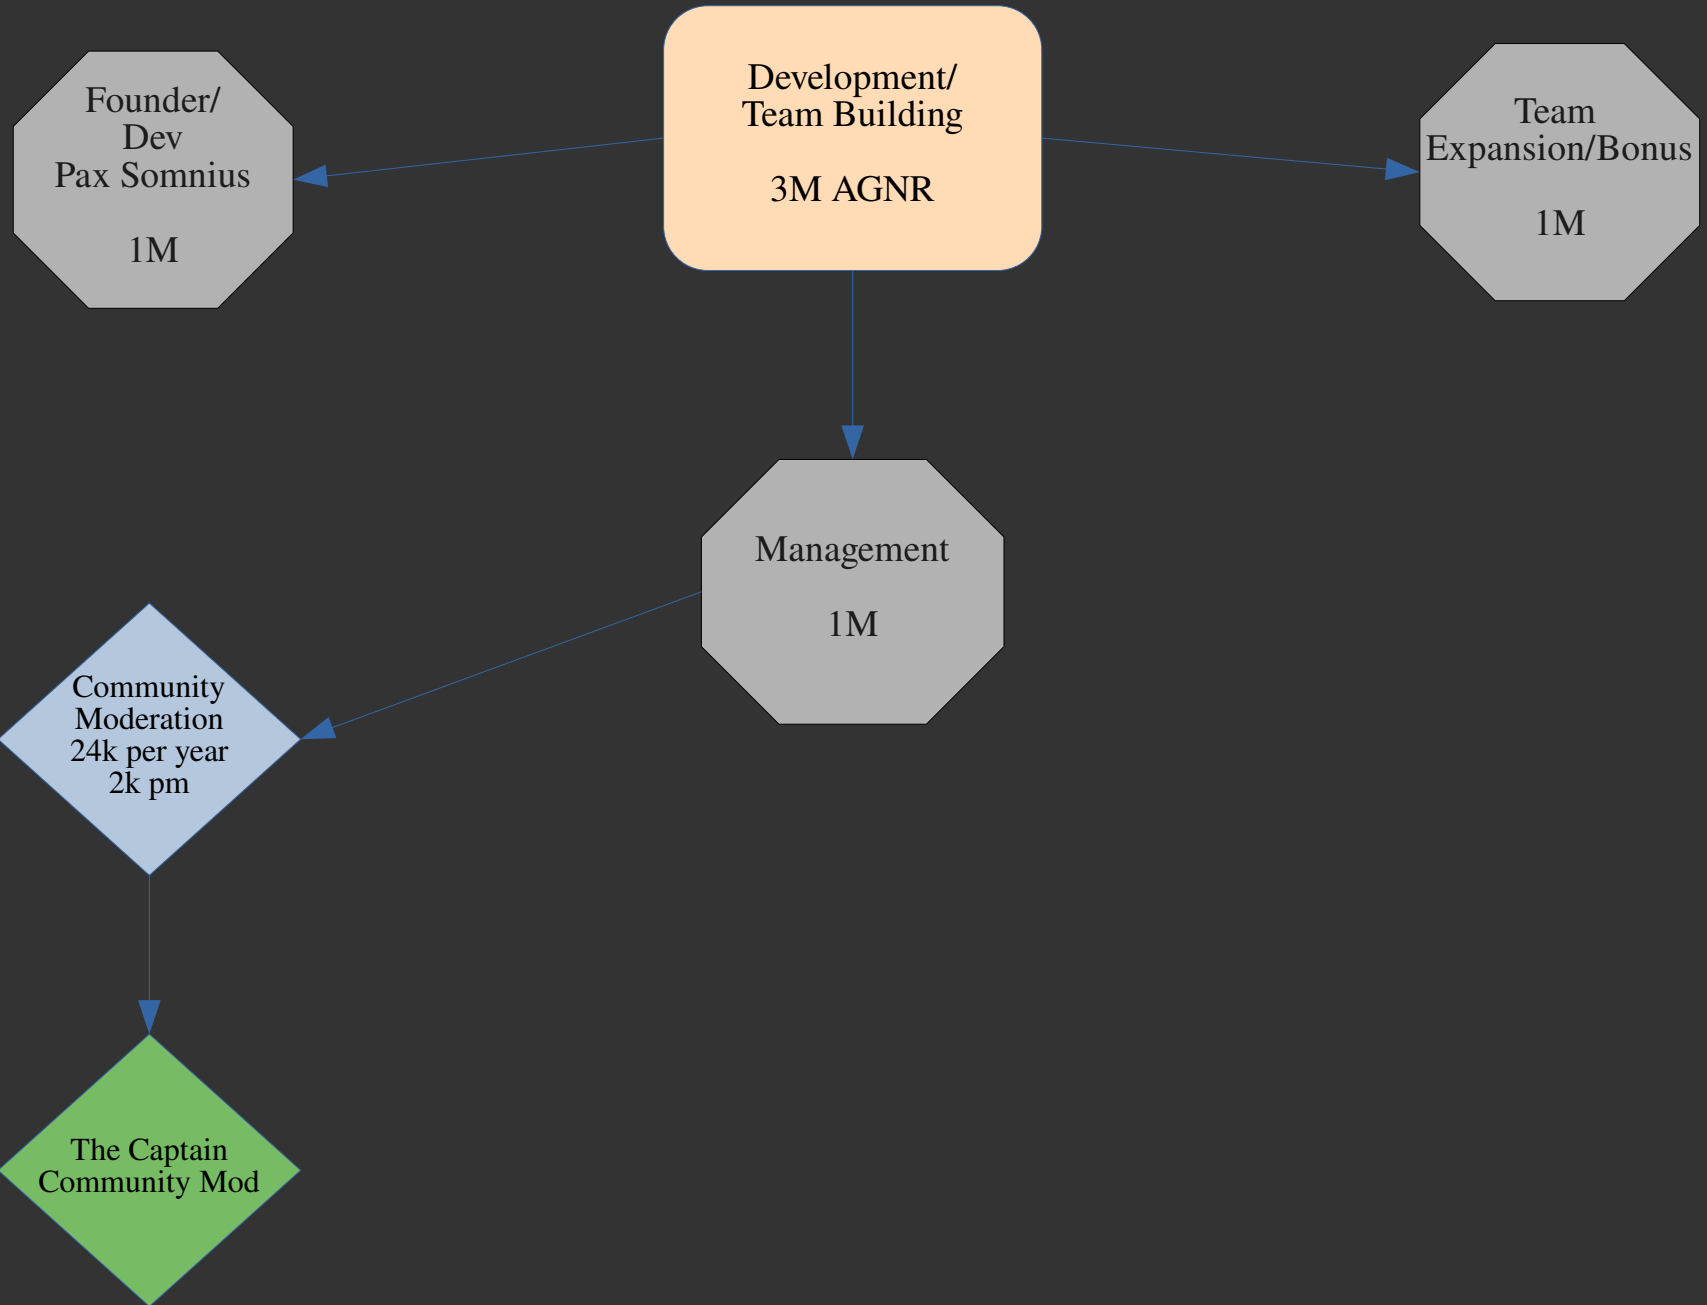 Founder/
Dev
Pax Somnius
1M
Development/
Team Building
3M AGNR
Team
Expansion/Bonus
1M
Management
1M
Community
Moderation
24k per year
2k pm
The Captain
Community Mod